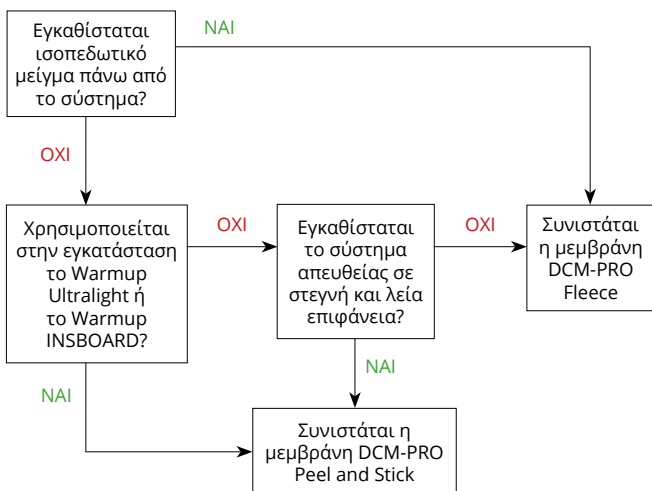 Εγκαθίσταται
ισοπεδωτικό
μείγμα πάνω από
το σύστημα?
ΝΑΙ
ΟΧΙ
Χρησιμοποιείται
στην εγκατάσταση
το Warmup
Ultralight ή
το Warmup
INSBOARD?
ΟΧΙ
Εγκαθίσταται
το σύστημα
απευθείας σε
στεγνή και λεία
επιφάνεια?
ΟΧΙ
Συνιστάται
η μεμβράνη
DCM-PRO
Fleece
ΝΑΙ
ΝΑΙ
Συνιστάται η
μεμβράνη DCM-PRO
Peel and Stick